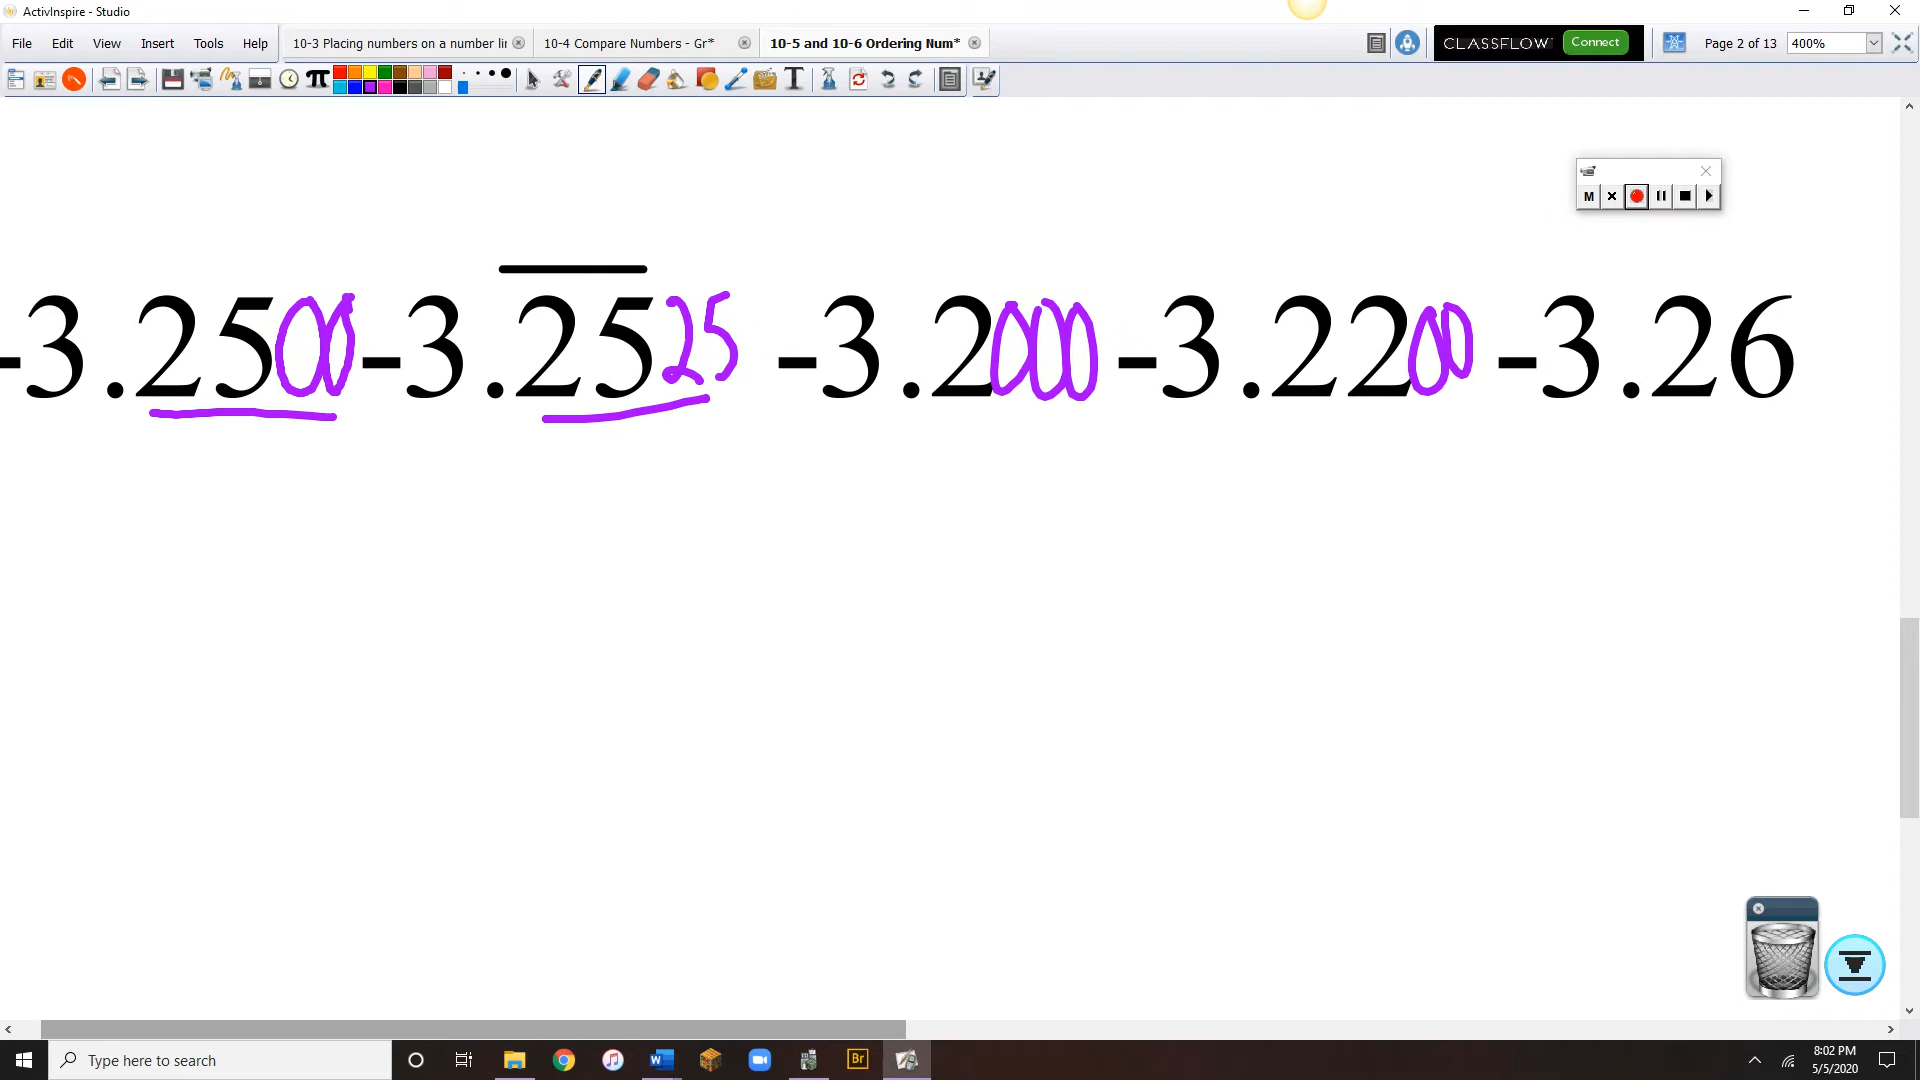 ActivInspire - Studio
File Edit View Insert Tools Help 10-3 Placing numbers on a number lin 10-4 Compare Numbers - Gr* 10-5 and 10-6 Ordering Num* CLASSFLOW Connect Page 2 of 13 400%
M
-3.2500 -3.2525 -3.2000 -3.2200 -3.26
Type here to search Br 8:02 PM
5/5/2020